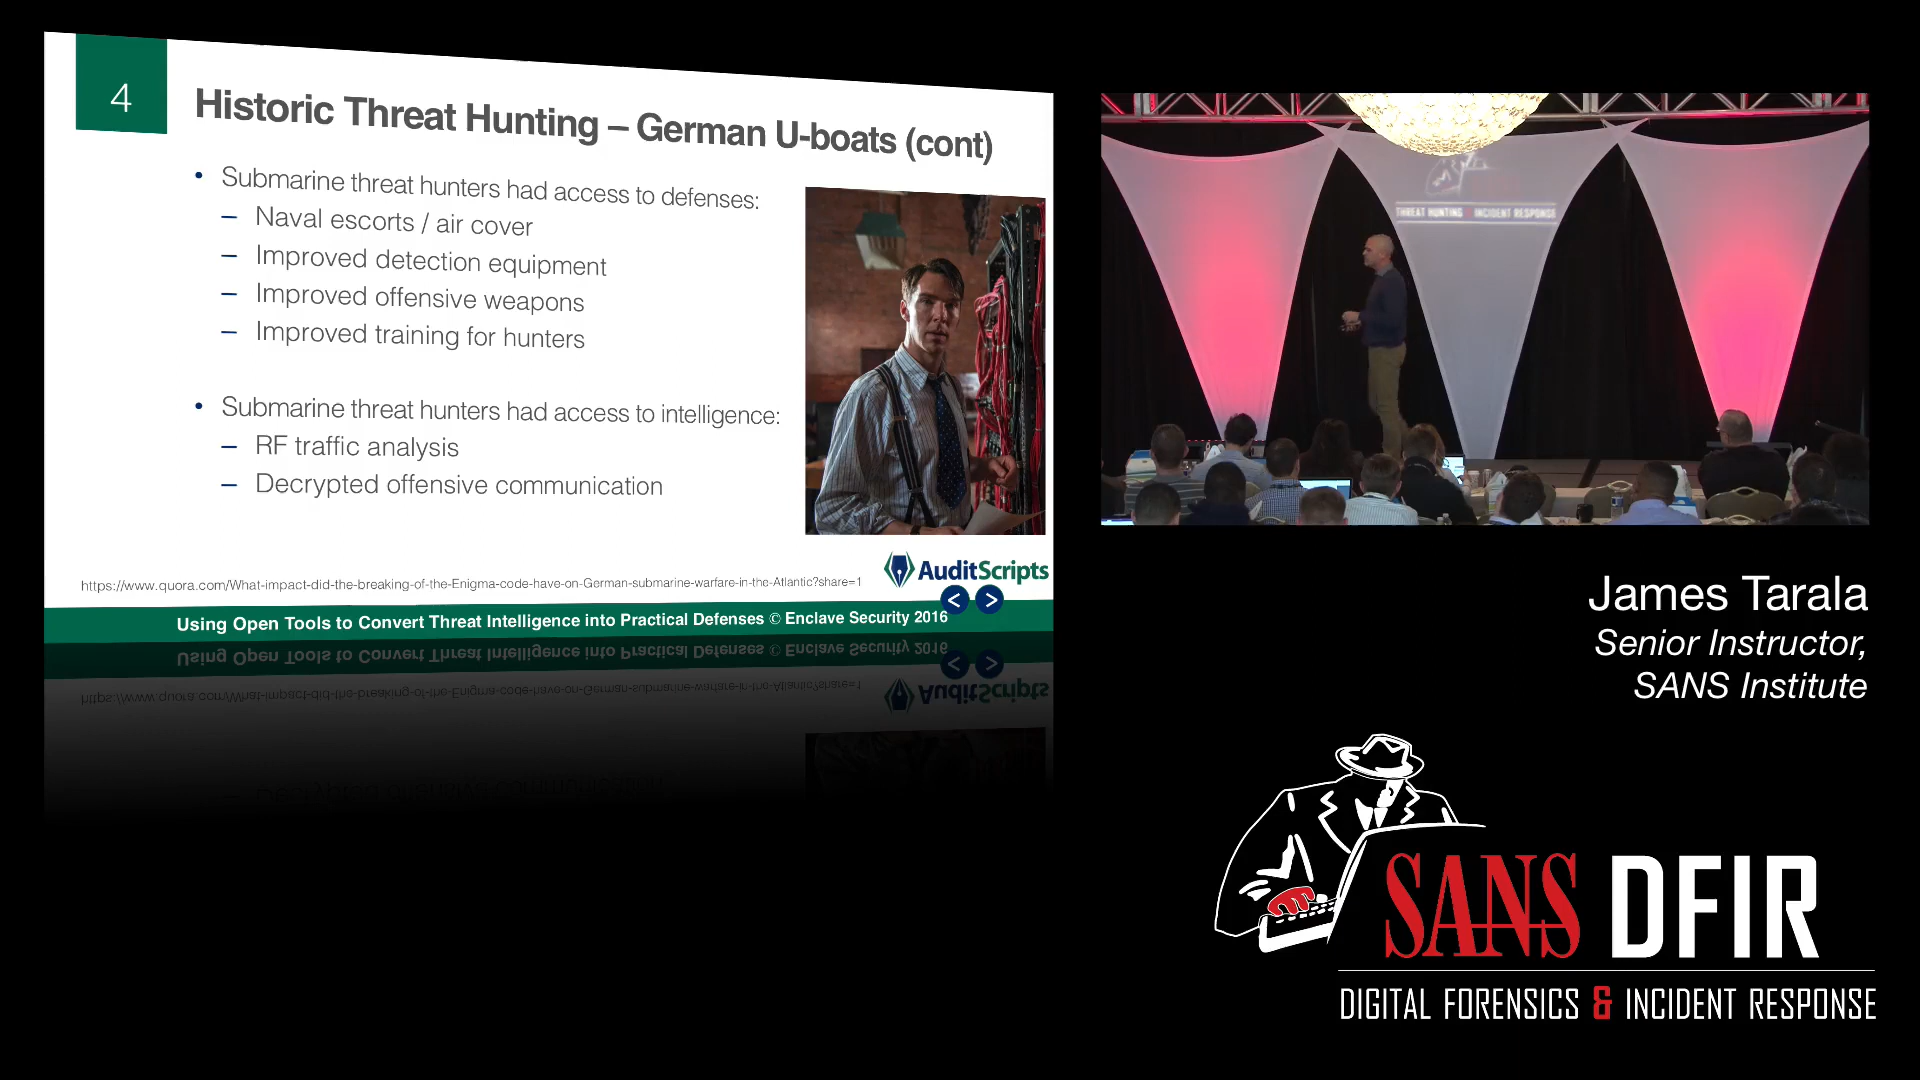 4
Historic Threat Hunting – German U-boats (cont)
• Submarine threat hunters had access to defenses:
– Naval escorts / air cover
– Improved detection equipment
– Improved offensive weapons
– Improved training for hunters
• Submarine threat hunters had access to intelligence:
– RF traffic analysis
– Decrypted offensive communication
https://www.quora.com/What-impact-did-the-breaking-of-the-Enigma-code-have-on-German-submarine-warfare-in-the-Atlantic?share=1
AuditScripts
< >
Using Open Tools to Convert Threat Intelligence into Practical Defenses © Enclave Security 2016
THREAT HUNTING & INCIDENT RESPONSE
James Tarala
Senior Instructor,
SANS Institute
SANS DFIR
DIGITAL FORENSICS & INCIDENT RESPONSE